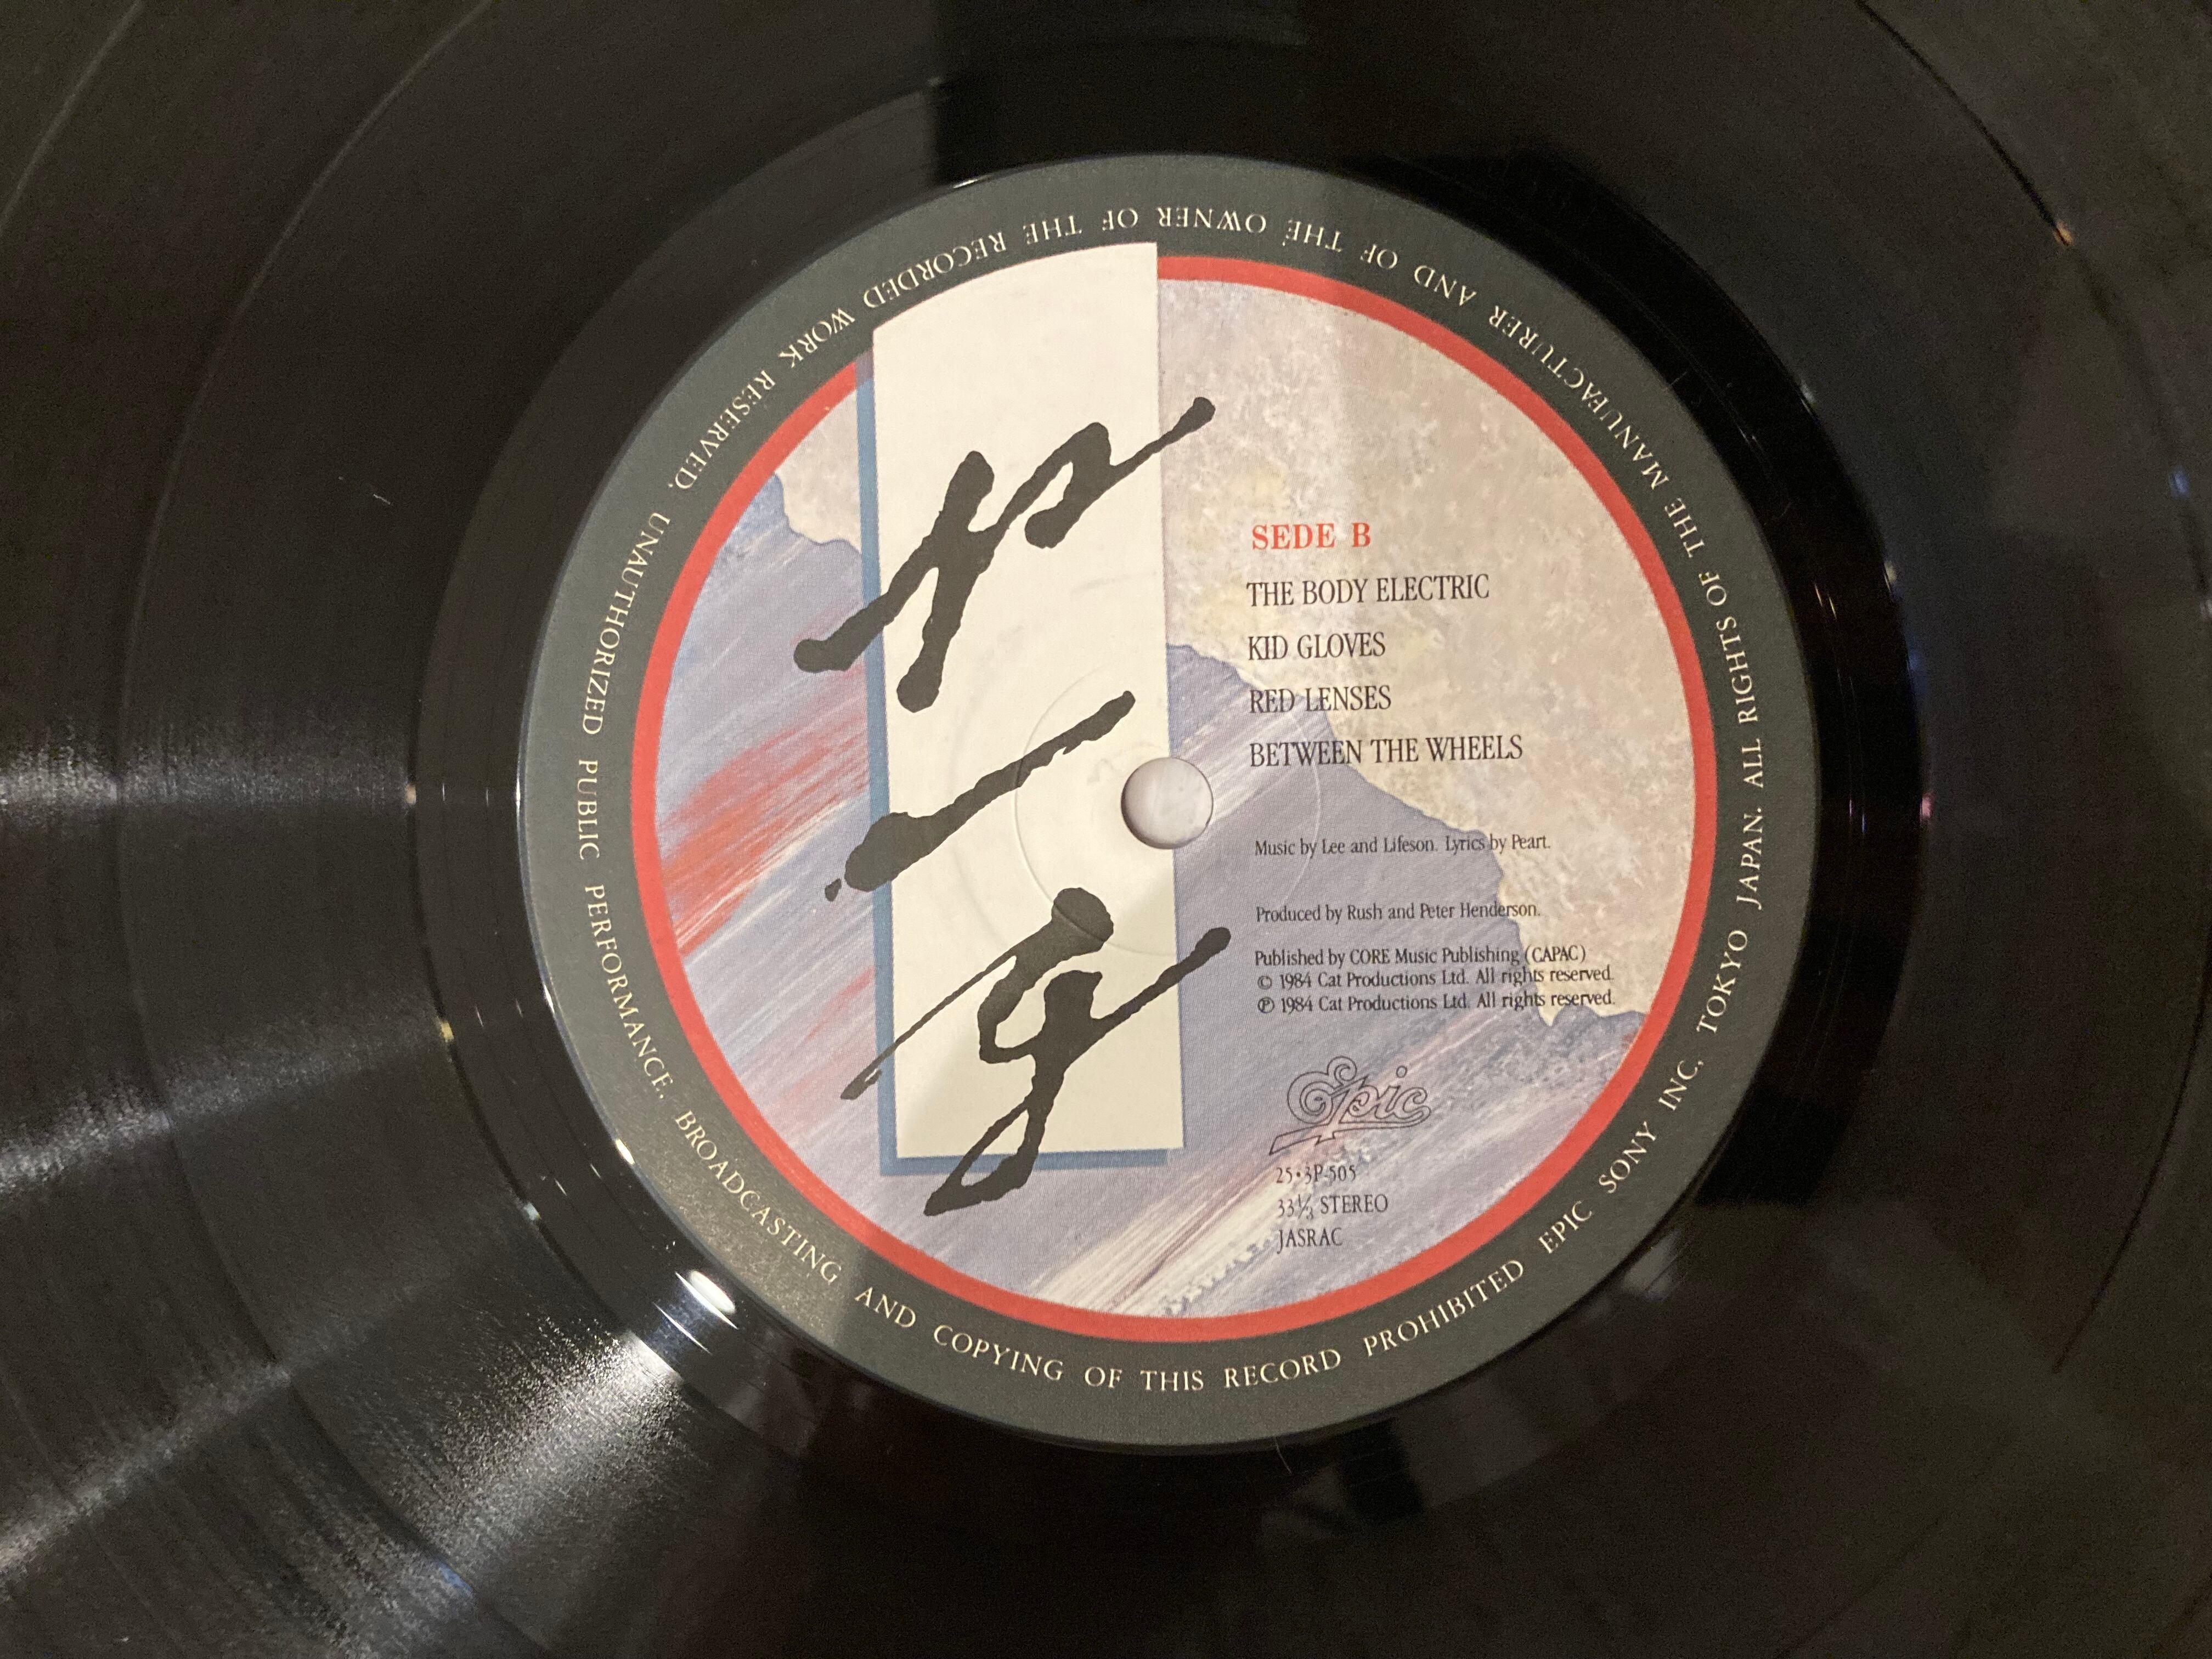 SEDE B
THE BODY ELECTRIC
KID GLOVES
RED LENSES
BETWEEN THE WHEELS
Music by Lee and Lifeson. Lyrics by Peart.
Produced by Rush and Peter Henderson.
Published by CORE Music Publishing (CAPAC)
© 1984 Cat Productions Ltd. All rights reserved.
℗ 1984 Cat Productions Ltd. All rights reserved.
Epic
25•3P-505
33⅓ STEREO
JASRAC
ALL RIGHTS OF THE MANUFACTURER AND OF THE OWNER OF THE RECORDED WORK RESERVED. UNAUTHORIZED PUBLIC PERFORMANCE, BROADCASTING AND COPYING OF THIS RECORD PROHIBITED EPIC SONY INC. TOKYO JAPAN.